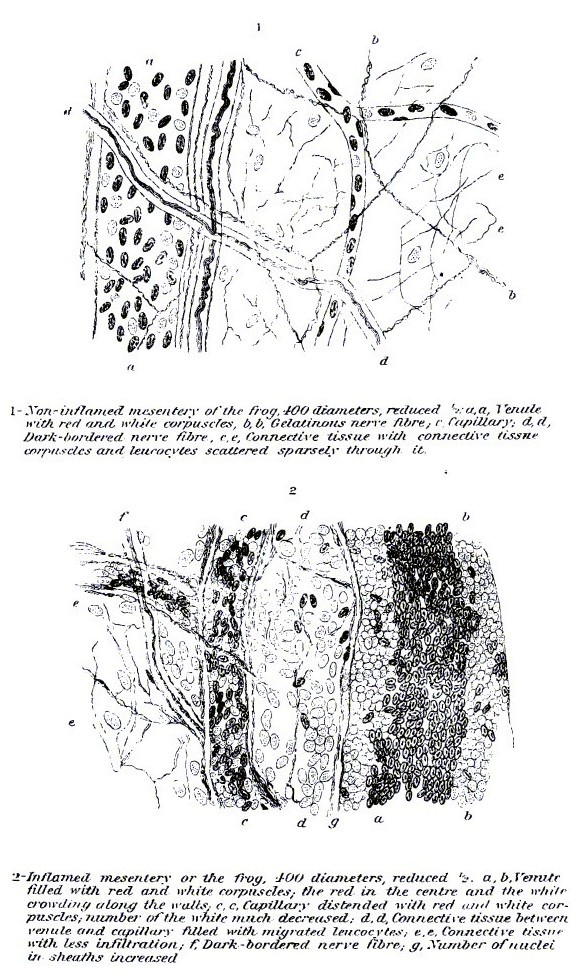 1
a
c
b
d
e
e
b
a
d
1-Non-inflamed mesentery of the frog, 400 diameters, reduced ½. a, a, Venule
with red and white corpuscles, b, b, Gelatinous nerve fibre; c, Capillary; d, d,
Dark-bordered nerve fibre, e, e, Connective tissue with connective tissue
corpuscles and leucocytes scattered sparsely through it.
2
f
c
d
b
e
e
c
d
g
a
b
2-Inflamed mesentery or the frog, 400 diameters, reduced ½. a, b, Venule
filled with red and white corpuscles; the red in the centre and the white
crowding along the walls; c, c, Capillary distended with red and white cor-
puscles; number of the white much decreased; d, d, Connective tissue between
venule and capillary filled with migrated leucocytes; e, e, Connective tissue
with less infiltration; f, Dark-bordered nerve fibre; g, Number of nuclei
in sheaths increased